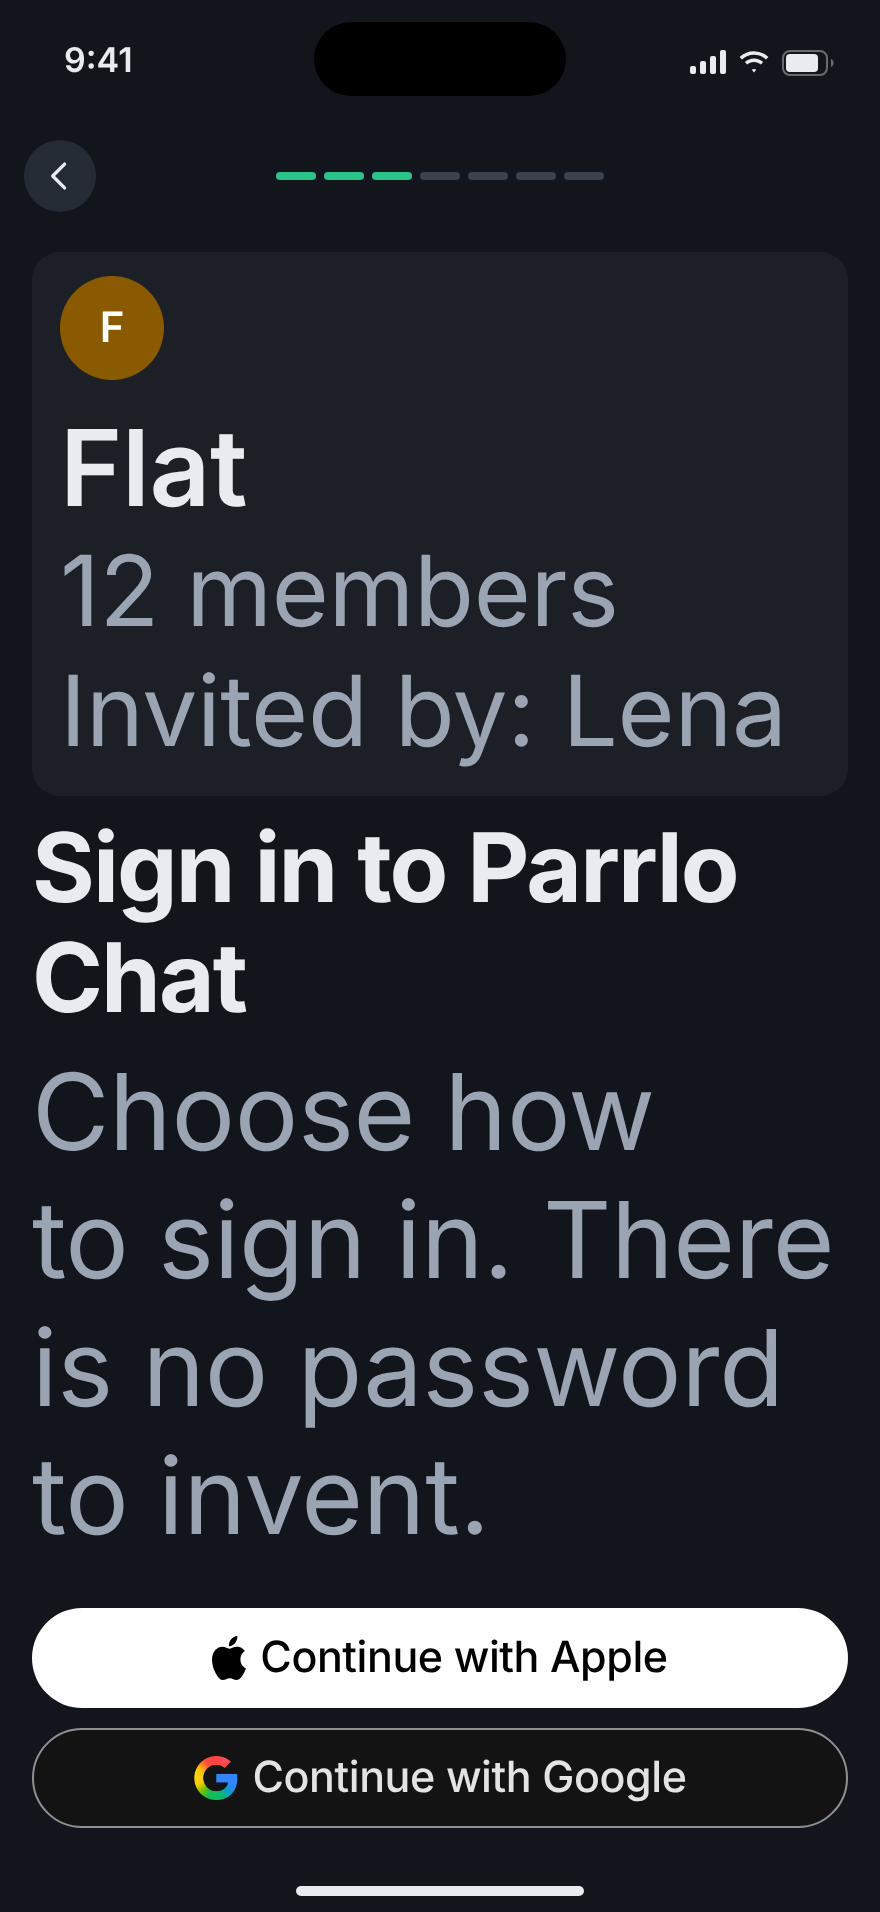 9:41
F
Flat
12 members
Invited by: Lena
Sign in to Parrlo
Chat
Choose how
to sign in. There
is no password
to invent.
Continue with Apple
Continue with Google